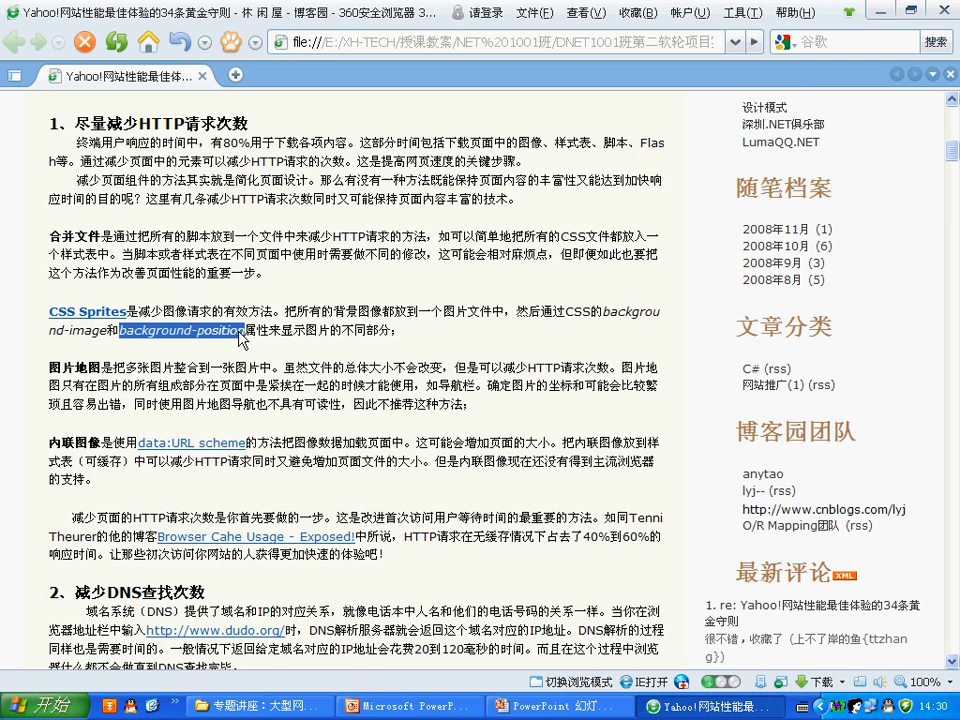 Yahoo!网站性能最佳体验的34条黄金守则 - 休 闲 屋 - 博客园 - 360安全浏览器 3...
请登录 文件(F) 查看(V) 收藏(B) 帐户(U) 工具(T) 帮助(H)
file:///E:/XH-TECH/授课教案/NET%201001班/DNET1001班第二软轮项目实
谷歌 搜索
Yahoo!网站性能最佳体...
1、尽量减少HTTP请求次数
终端用户响应的时间中，有80%用于下载各项内容。这部分时间包括下载页面中的图像、样式表、脚本、Flas
h等。通过减少页面中的元素可以减少HTTP请求的次数。这是提高网页速度的关键步骤。
减少页面组件的方法其实就是简化页面设计。那么有没有一种方法既能保持页面内容的丰富性又能达到加快响
应时间的目的呢？这里有几条减少HTTP请求次数同时又可能保持页面内容丰富的技术。
合并文件是通过把所有的脚本放到一个文件中来减少HTTP请求的方法，如可以简单地把所有的CSS文件都放入一
个样式表中。当脚本或者样式表在不同页面中使用时需要做不同的修改，这可能会相对麻烦点，但即便如此也要把
这个方法作为改善页面性能的重要一步。
CSS Sprites是减少图像请求的有效方法。把所有的背景图像都放到一个图片文件中，然后通过CSS的backgrou
nd-image和background-position属性来显示图片的不同部分；
图片地图是把多张图片整合到一张图片中。虽然文件的总体大小不会改变，但是可以减少HTTP请求次数。图片地
图只有在图片的所有组成部分在页面中是紧挨在一起的时候才能使用，如导航栏。确定图片的坐标和可能会比较繁
琐且容易出错，同时使用图片地图导航也不具有可读性，因此不推荐这种方法；
内联图像是使用data:URL scheme的方法把图像数据加载页面中。这可能会增加页面的大小。把内联图像放到样
式表（可缓存）中可以减少HTTP请求同时又避免增加页面文件的大小。但是内联图像现在还没有得到主流浏览器
的支持。
减少页面的HTTP请求次数是你首先要做的一步。这是改进首次访问用户等待时间的最重要的方法。如同Tenni
Theurer的他的博客Browser Cahe Usage - Exposed!中所说，HTTP请求在无缓存情况下占去了40%到60%的
响应时间。让那些初次访问你网站的人获得更加快速的体验吧！
2、减少DNS查找次数
域名系统（DNS）提供了域名和IP的对应关系，就像电话本中人名和他们的电话号码的关系一样。当你在浏
览器地址栏中输入http://www.dudo.org/时，DNS解析服务器就会返回这个域名对应的IP地址。DNS解析的过程
同样也是需要时间的。一般情况下返回给定域名对应的IP地址会花费20到120毫秒的时间。而且在这个过程中浏览
器什么都不会做直到DNS查找完毕。
设计模式
深圳.NET俱乐部
LumaQQ.NET
随笔档案
2008年11月 (1)
2008年10月 (6)
2008年9月 (3)
2008年8月 (5)
文章分类
C# (rss)
网站推广(1) (rss)
博客园团队
anytao
lyj-- (rss)
http://www.cnblogs.com/lyj
O/R Mapping团队 (rss)
最新评论 XML
1. re: Yahoo!网站性能最佳体验的34条黄
金守则
很不错，收藏了（上不了岸的鱼{ttzhan
g})
切换浏览模式 IE打开 下载 100%
开始 专题讲座：大型网... Microsoft PowerP... PowerPoint 幻灯... Yahoo!网站性能最... 14:30